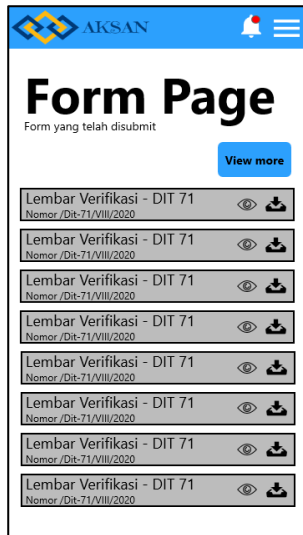 AKSAN
Form Page
Form yang telah disubmit
View more
Lembar Verifikasi - DIT 71
Nomor /Dit-71/VIII/2020
Lembar Verifikasi - DIT 71
Nomor /Dit-71/VIII/2020
Lembar Verifikasi - DIT 71
Nomor /Dit-71/VIII/2020
Lembar Verifikasi - DIT 71
Nomor /Dit-71/VIII/2020
Lembar Verifikasi - DIT 71
Nomor /Dit-71/VIII/2020
Lembar Verifikasi - DIT 71
Nomor /Dit-71/VIII/2020
Lembar Verifikasi - DIT 71
Nomor /Dit-71/VIII/2020
Lembar Verifikasi - DIT 71
Nomor /Dit-71/VIII/2020